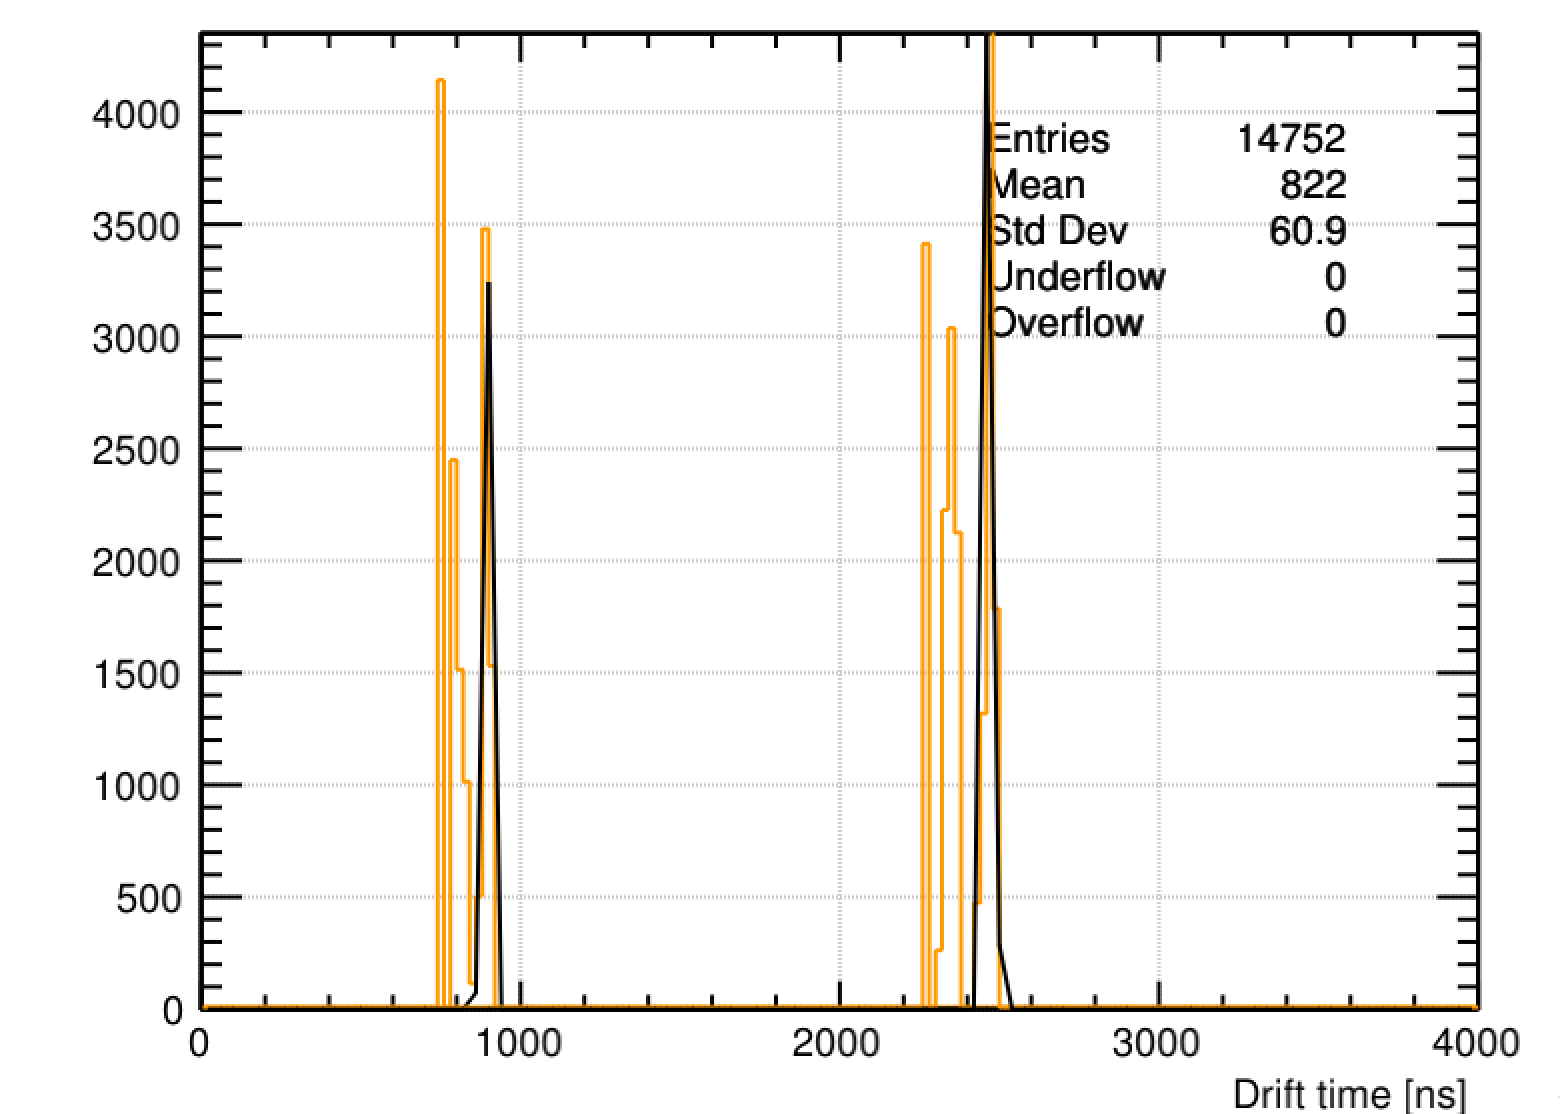 4000
3500
3000
2500
2000
1500
1000
500
0
Entries 14752
Mean 822
Std Dev 60.9
Underflow 0
Overflow 0
0 1000 2000 3000 4000
Drift time [ns]